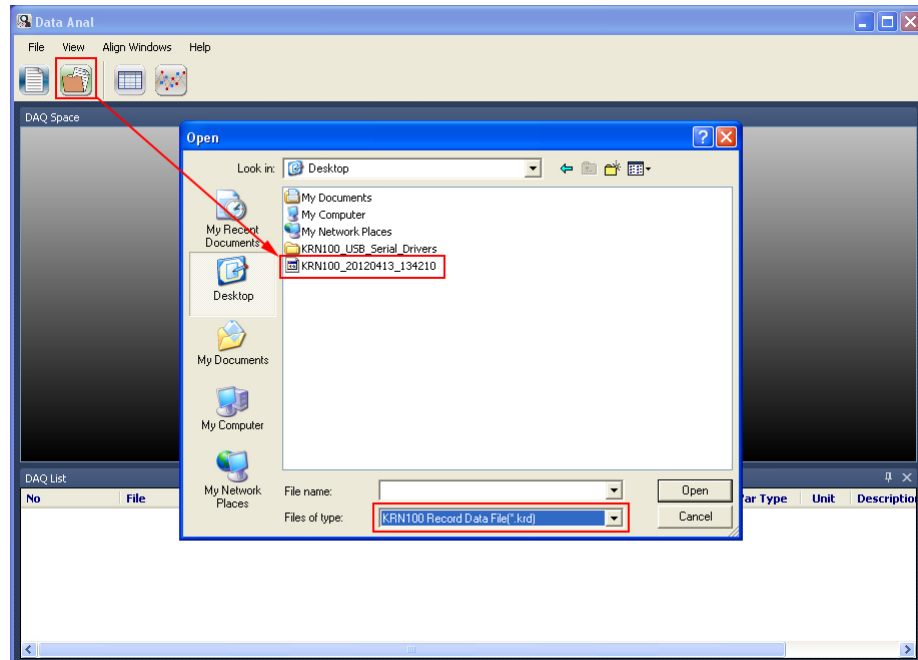 Data Anal
File View Align Windows Help
DAQ Space
Open
Look in: Desktop
My Recent Documents
Desktop
My Documents
My Computer
My Network Places
My Documents
My Computer
My Network Places
KRN100_USB_Serial_Drivers
KRN100_20120413_134210
File name: Open
Files of type: KRN100 Record Data File(*.krd) Cancel
DAQ List
No File ar Type Unit Description